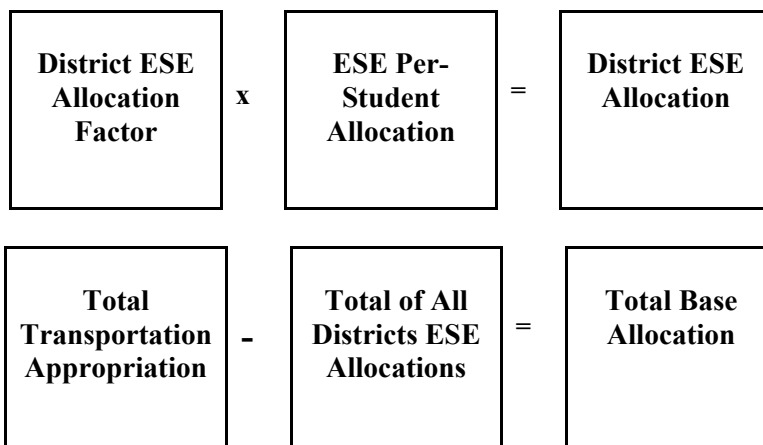 District ESE
Allocation
Factor
x
ESE Per-
Student
Allocation
=
District ESE
Allocation
Total
Transportation
Appropriation
-
Total of All
Districts ESE
Allocations
=
Total Base
Allocation